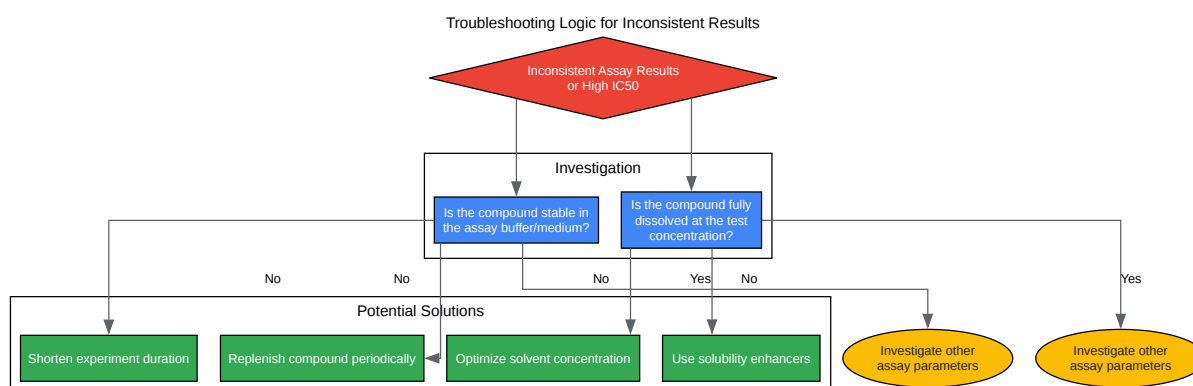 Troubleshooting Logic for Inconsistent Results
Inconsistent Assay Results
or High IC50
Investigation
Is the compound stable in
the assay buffer/medium?
Is the compound fully
dissolved at the test
concentration?
No
No
No
Yes
No
Yes
Potential Solutions
Shorten experiment duration
Replenish compound periodically
Optimize solvent concentration
Use solubility enhancers
Investigate other
assay parameters
Investigate other
assay parameters